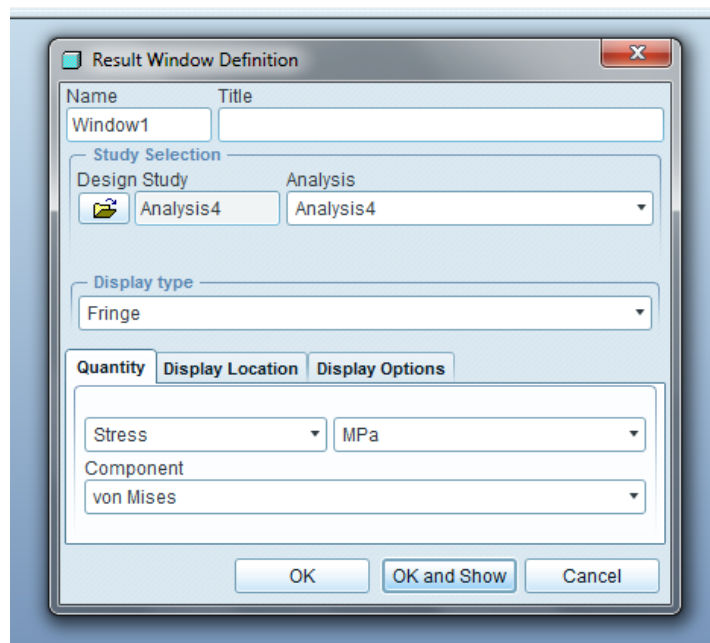 Result Window Definition
Name Title
Window1
Study Selection
Design Study Analysis
Analysis4 Analysis4
Display type
Fringe
Quantity Display Location Display Options
Stress MPa
Component
von Mises
OK OK and Show Cancel